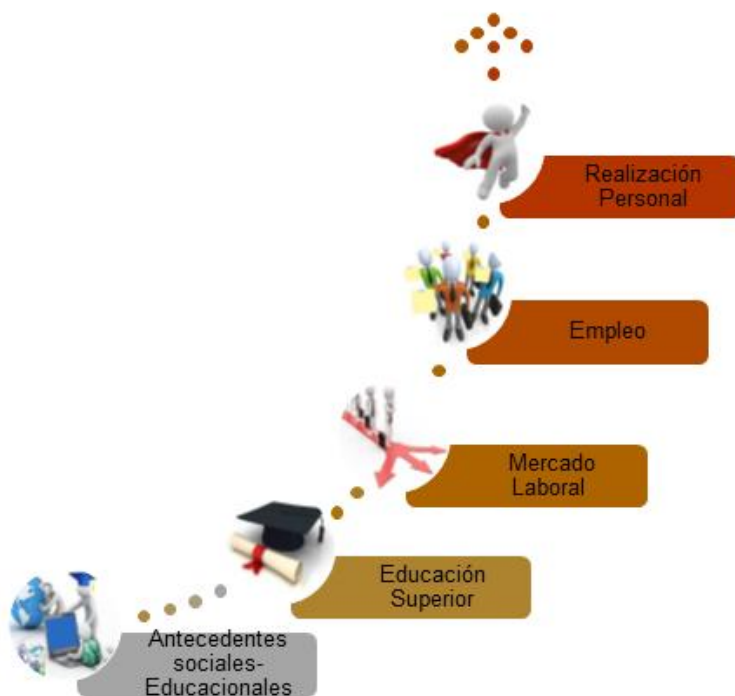 Realización
Personal
Empleo
Mercado
Laboral
Educación
Superior
Antecedentes
sociales-
Educacionales